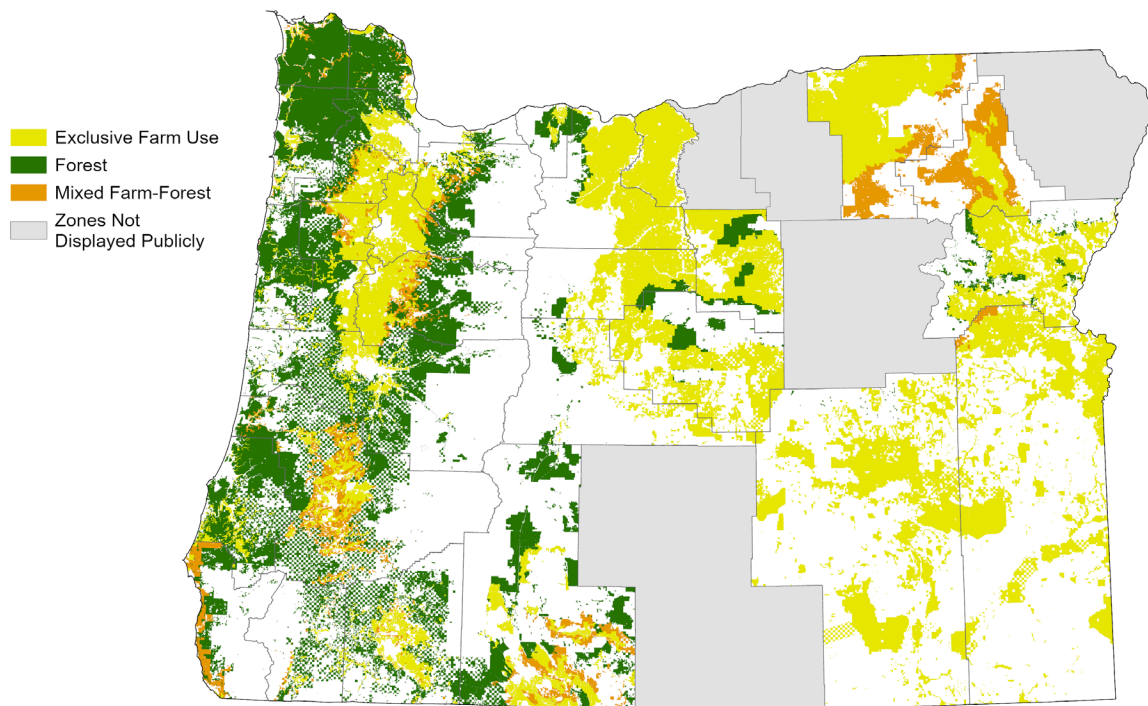 Exclusive Farm Use
Forest
Mixed Farm-Forest
Zones Not
Displayed Publicly